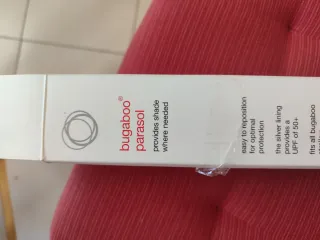 bugaboo®
parasol
provides shade
where needed
easy to reposition
for optimal
protection
the silver lining
provides a
UPF of 50+
fits all bugaboo